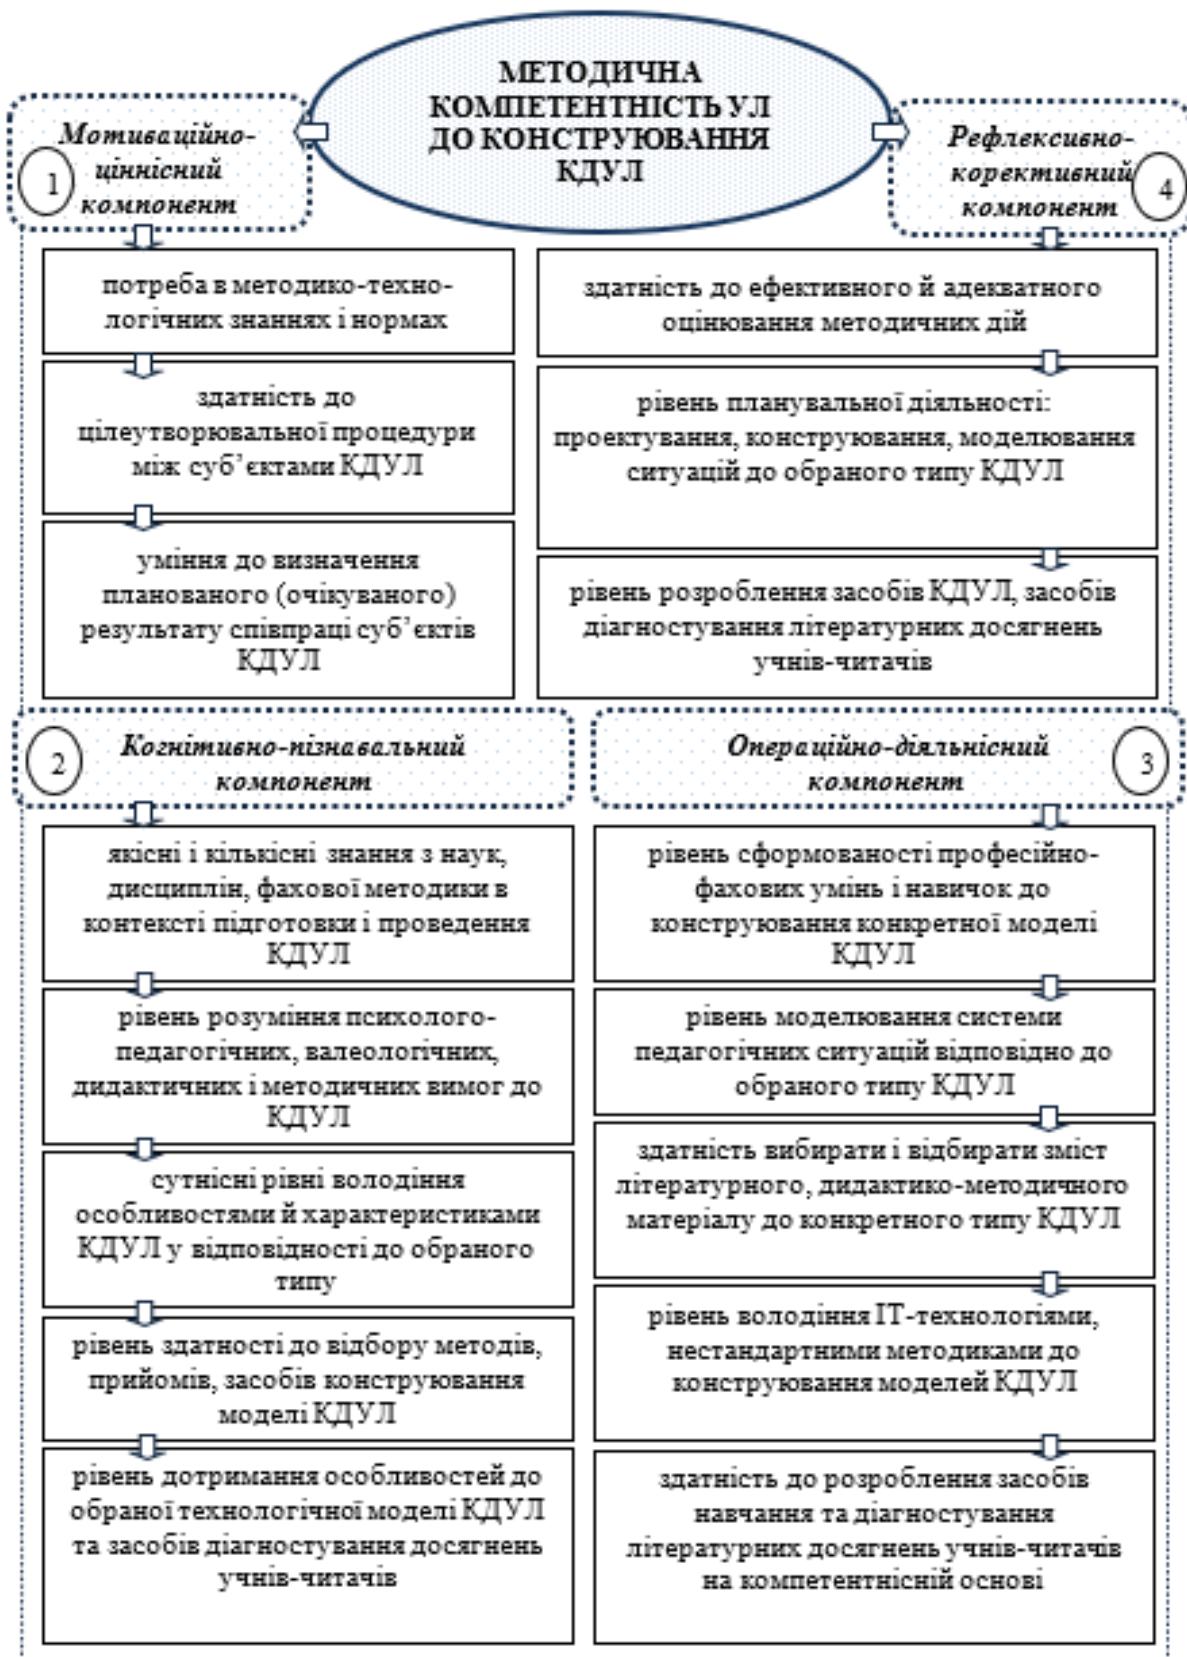 МЕТОДИЧНА
КОМПЕТЕНТНІСТЬ УЛ
ДО КОНСТРУЮВАННЯ
КДУЛ
Мотиваційно-
ціннісний
компонент
1
потреба в методико-техно-
логічних знаннях і нормах
здатність до
цілеутворювальної процедури
між суб’єктами КДУЛ
уміння до визначення
планованого (очікуваного)
результату співпраці суб’єктів
КДУЛ
Рефлексивно-
корективний
компонент
4
здатність до ефективного й адекватного
оцінювання методичних дій
рівень планувальної діяльності:
проектування, конструювання, моделювання
ситуацій до обраного типу КДУЛ
рівень розроблення засобів КДУЛ, засобів
діагностування літературних досягнень
учнів-читачів
2
Когнітивно-пізнавальний
компонент
якісні і кількісні знання з наук,
дисциплін, фахової методики в
контексті підготовки і проведення
КДУЛ
рівень розуміння психолого-
педагогічних, валеологічних,
дидактичних і методичних вимог до
КДУЛ
сутнісні рівні володіння
особливостями й характеристиками
КДУЛ у відповідності до обраного
типу
рівень здатності до відбору методів,
прийомів, засобів конструювання
моделі КДУЛ
рівень дотримання особливостей до
обраної технологічної моделі КДУЛ
та засобів діагностування досягнень
учнів-читачів
Операційно-діяльнісний
компонент
3
рівень сформованості професійно-
фахових умінь і навичок до
конструювання конкретної моделі
КДУЛ
рівень моделювання системи
педагогічних ситуацій відповідно до
обраного типу КДУЛ
здатність вибирати і відбирати зміст
літературного, дидактико-методичного
матеріалу до конкретного типу КДУЛ
рівень володіння ІТ-технологіями,
нестандартними методиками до
конструювання моделей КДУЛ
здатність до розроблення засобів
навчання та діагностування
літературних досягнень учнів-читачів
на компетентнісній основі